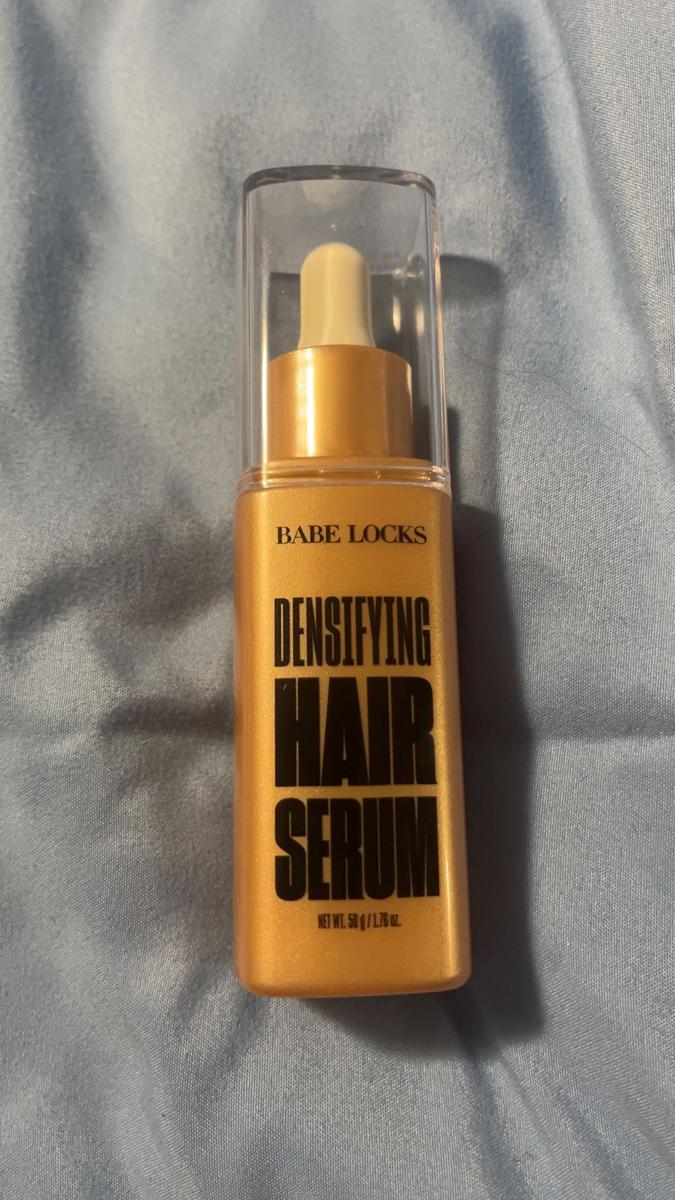 BABE LOCKS
DENSIFYING
HAIR
SERUM
NET WT. 50 g / 1.76 oz.